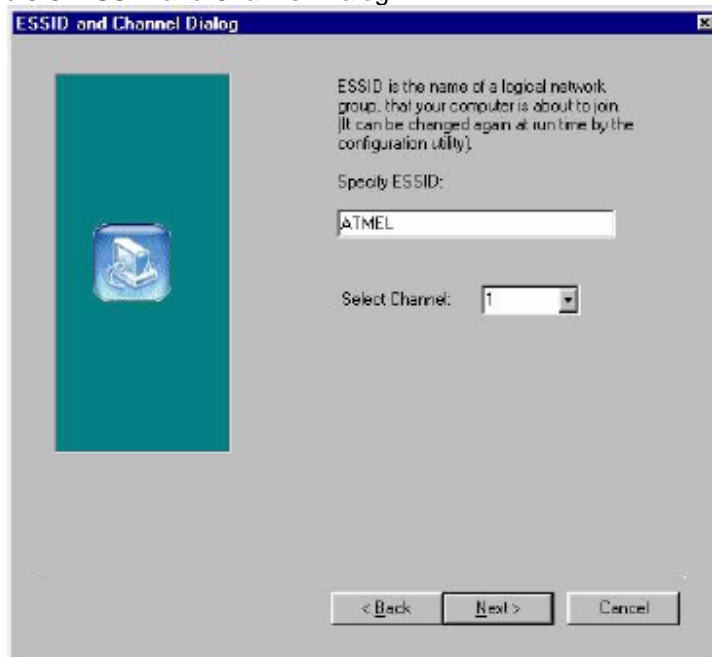 ESSID and Channel Dialog
ESSID is the name of a logical network
group, that your computer is about to join
(It can be changed again at run time by the
configuration utility).
Specify ESSID:
ATMEL
Select Channel: 1
< Back Next > Cancel